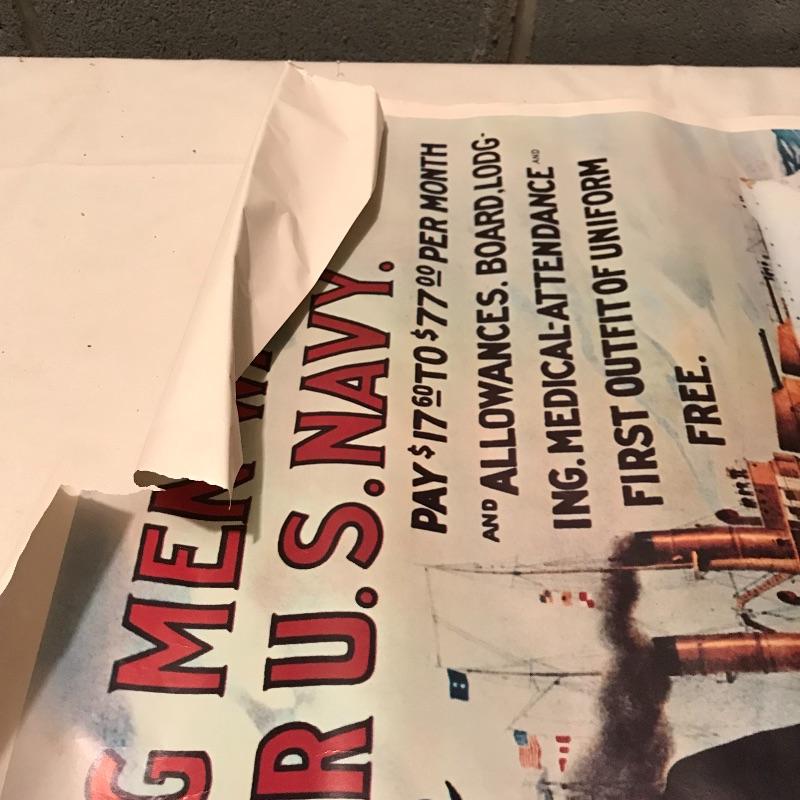 G MEN
R U.S. NAVY.
PAY $17⁶⁰ TO $77⁰⁰ PER MONTH
AND ALLOWANCES. BOARD, LODG-
ING. MEDICAL-ATTENDANCE AND
FIRST OUTFIT OF UNIFORM
FREE.